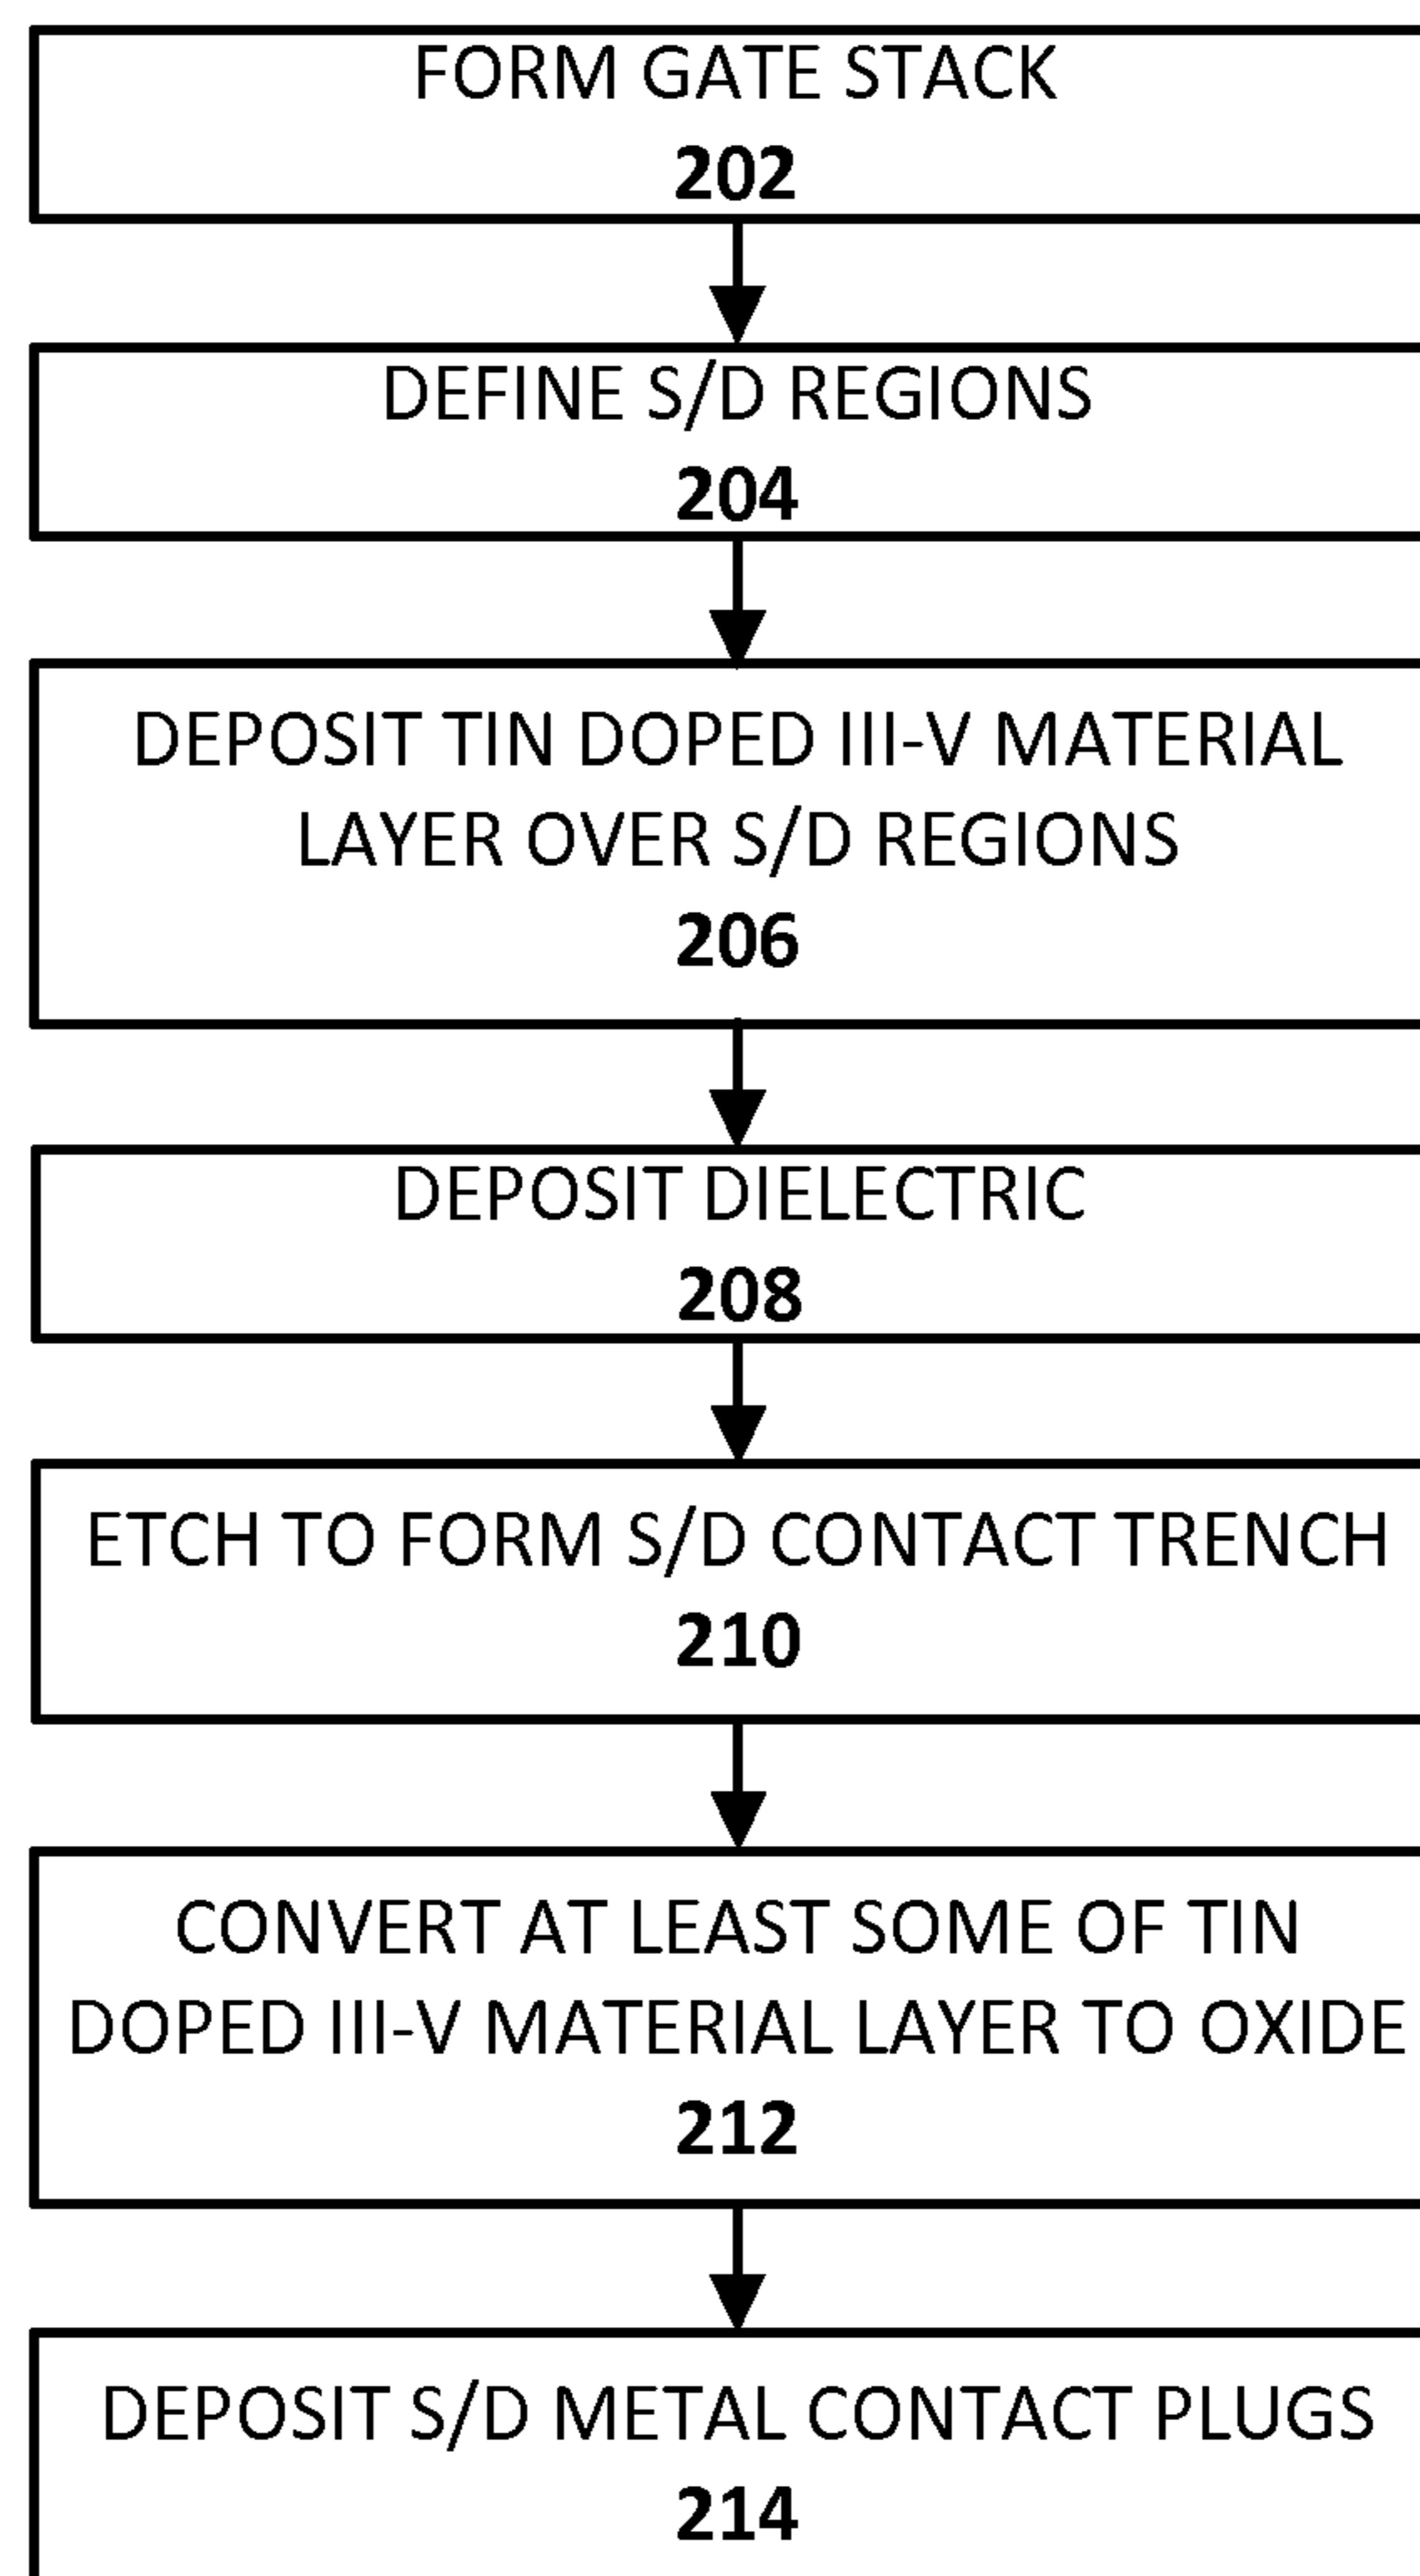 FORM GATE STACK
202
DEFINE S/D REGIONS
204
DEPOSIT TIN DOPED III-V MATERIAL
LAYER OVER S/D REGIONS
206
DEPOSIT DIELECTRIC
208
ETCH TO FORM S/D CONTACT TRENCH
210
CONVERT AT LEAST SOME OF TIN
DOPED III-V MATERIAL LAYER TO OXIDE
212
DEPOSIT S/D METAL CONTACT PLUGS
214